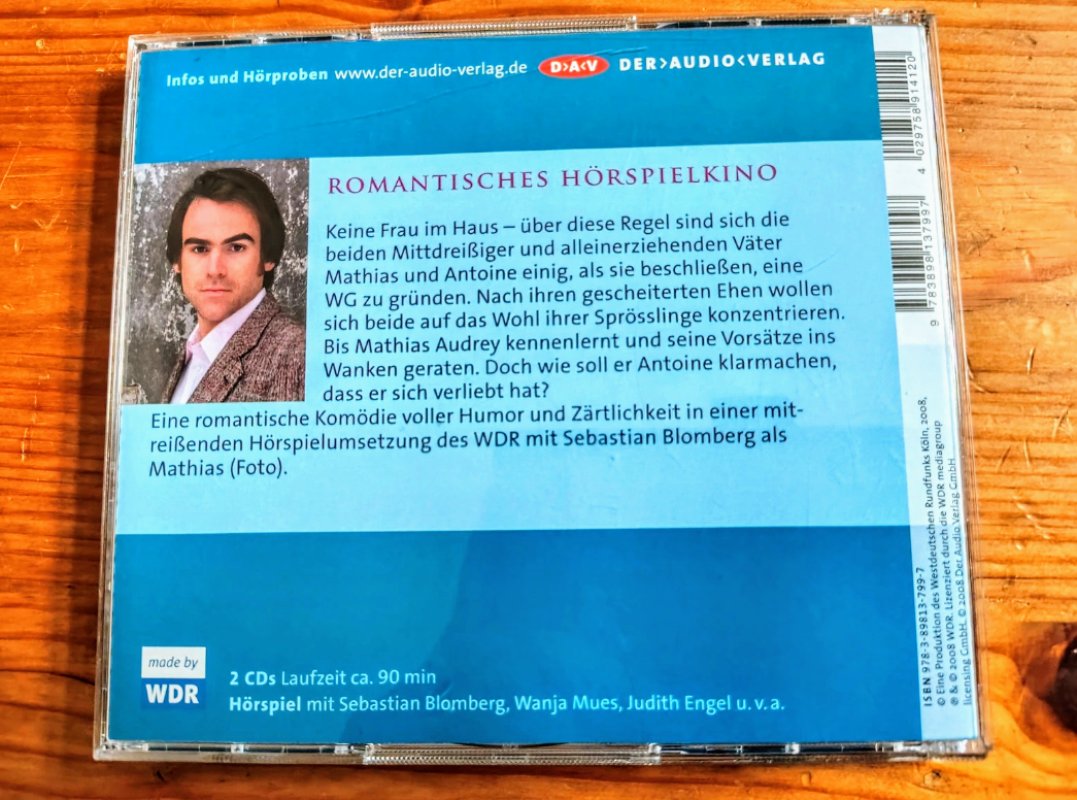 Infos und Hörproben www.der-audio-verlag.de D>A<V DER>AUDIO<VERLAG
ROMANTISCHES HÖRSPIELKINO
Keine Frau im Haus – über diese Regel sind sich die
beiden Mittdreißiger und alleinerziehenden Väter
Mathias und Antoine einig, als sie beschließen, eine
WG zu gründen. Nach ihren gescheiterten Ehen wollen
sich beide auf das Wohl ihrer Sprösslinge konzentrieren.
Bis Mathias Audrey kennenlernt und seine Vorsätze ins
Wanken geraten. Doch wie soll er Antoine klarmachen,
dass er sich verliebt hat?
Eine romantische Komödie voller Humor und Zärtlichkeit in einer mit-
reißenden Hörspielumsetzung des WDR mit Sebastian Blomberg als
Mathias (Foto).
made by
WDR
2 CDs Laufzeit ca. 90 min
Hörspiel mit Sebastian Blomberg, Wanja Mues, Judith Engel u. v. a.
4 029758 914120
9 783898 137997
ISBN 978-3-89813-799-7
© Eine Produktion des Westdeutschen Rundfunks Köln, 2008,
℗ & © 2008 WDR. Lizenziert durch die WDR mediagroup
licensing GmbH. © 2008 Der Audio Verlag GmbH.